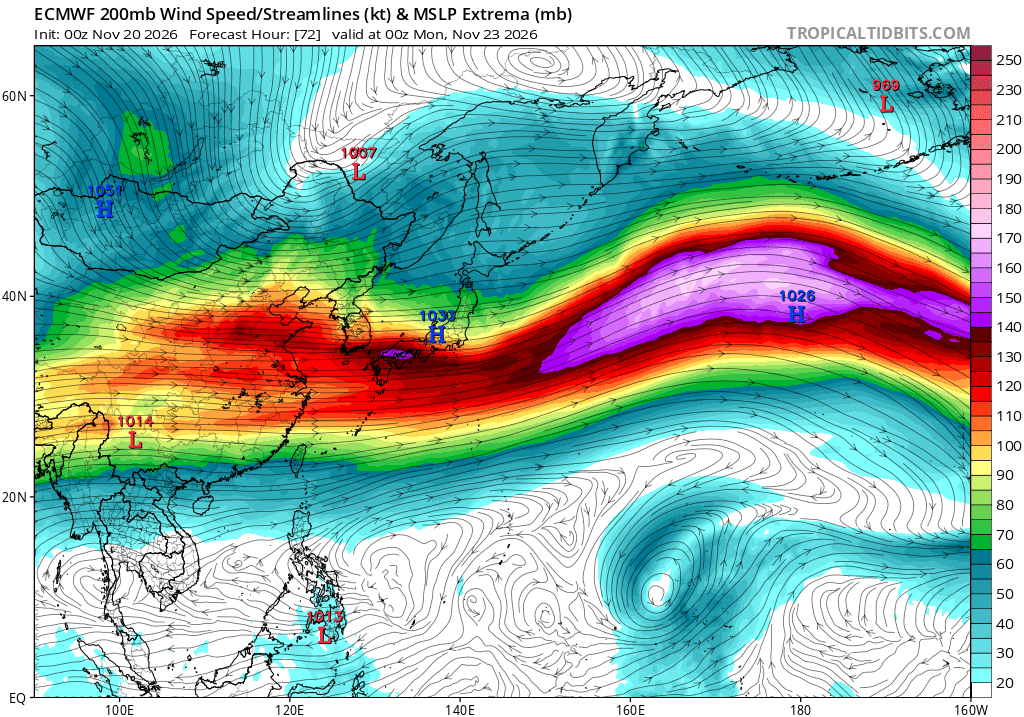 ECMWF 200mb Wind Speed/Streamlines (kt) & MSLP Extrema (mb)
Init: 00z Nov 20 2026 Forecast Hour: [72] valid at 00z Mon, Nov 23 2026
TROPICALTIDBITS.COM
60N
40N
20N
EQ
969
L
1007
L
1051
H
1026
H
1033
H
1014
L
1013
L
250
230
210
200
190
180
170
160
150
140
130
120
110
100
90
80
70
60
50
40
30
20
100E
120E
140E
160E
180
160W